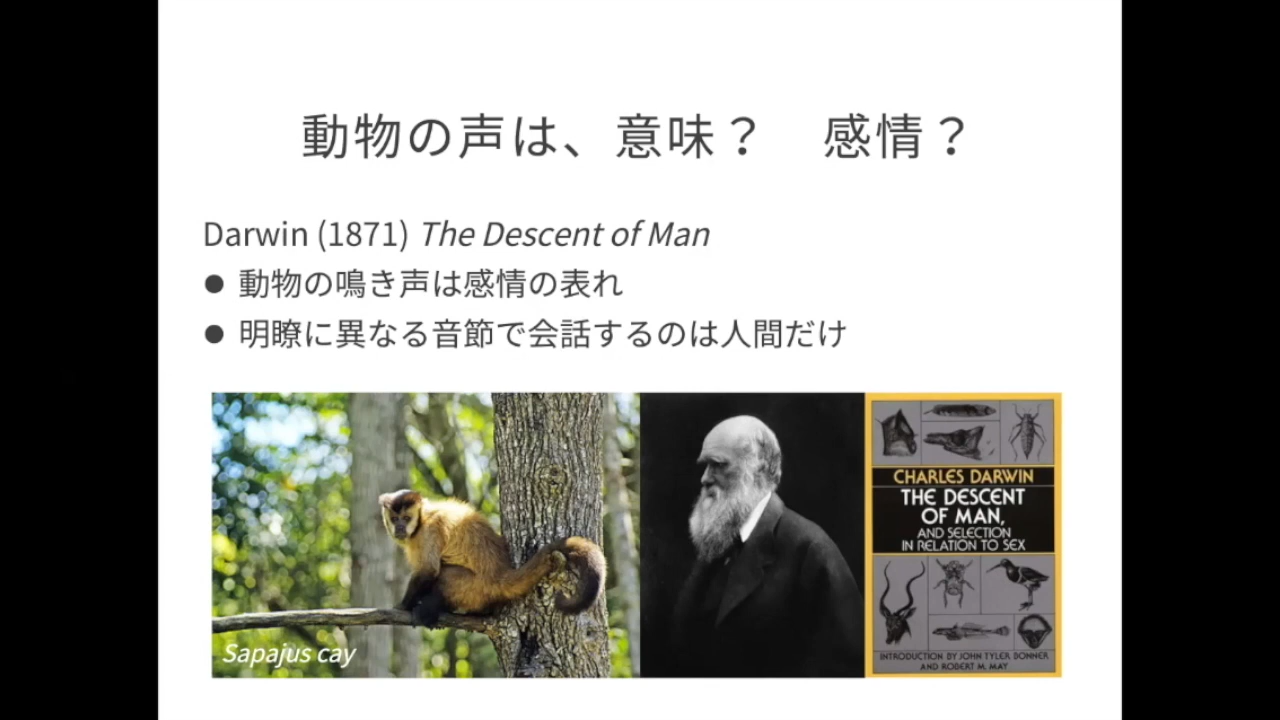 動物の声は、意味？　感情？
Darwin (1871) The Descent of Man
● 動物の鳴き声は感情の表れ
● 明瞭に異なる音節で会話するのは人間だけ
Sapajus cay
CHARLES DARWIN
THE DESCENT
OF MAN,
AND SELECTION
IN RELATION TO SEX
INTRODUCTION BY JOHN TYLER BONNER
AND ROBERT M. MAY